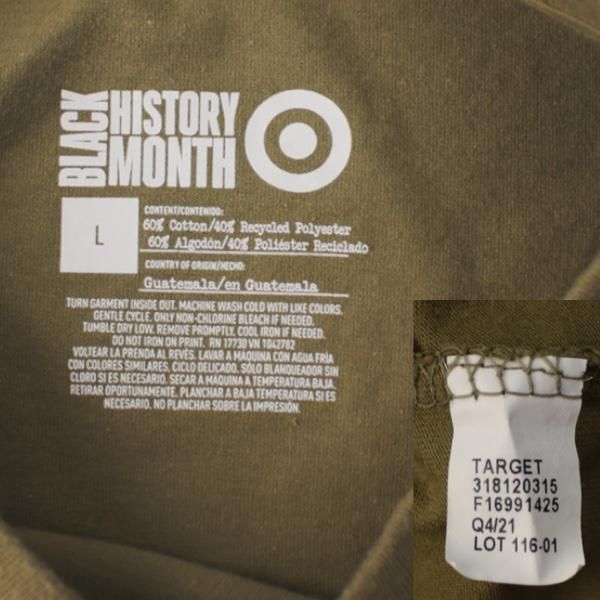 BLACK
HISTORY
MONTH
L
CONTENT/CONTENIDO:
60% Cotton/40% Recycled Polyester
60% Algodón/40% Poliéster Reciclado
COUNTRY OF ORIGIN/HECHO:
Guatemala/en Guatemala
TURN GARMENT INSIDE OUT. MACHINE WASH COLD WITH LIKE COLORS.
GENTLE CYCLE. ONLY NON-CHLORINE BLEACH IF NEEDED.
TUMBLE DRY LOW. REMOVE PROMPTLY. COOL IRON IF NEEDED.
DO NOT IRON ON PRINT. RN 17730 VN 1042782
VOLTEAR LA PRENDA AL REVÉS. LAVAR A MAQUINA CON AGUA FRÍA
CON COLORES SIMILARES, CICLO DELICADO. SÓLO BLANQUEADOR SIN
CLORO SI ES NECESARIO. SECAR A MÁQUINA A TEMPERATURA BAJA.
RETIRAR OPORTUNAMENTE. PLANCHAR A BAJA TEMPERATURA SI ES
NECESARIO. NO PLANCHAR SOBRE LA IMPRESIÓN.
TARGET
318120315
F16991425
Q4/21
LOT 116-01